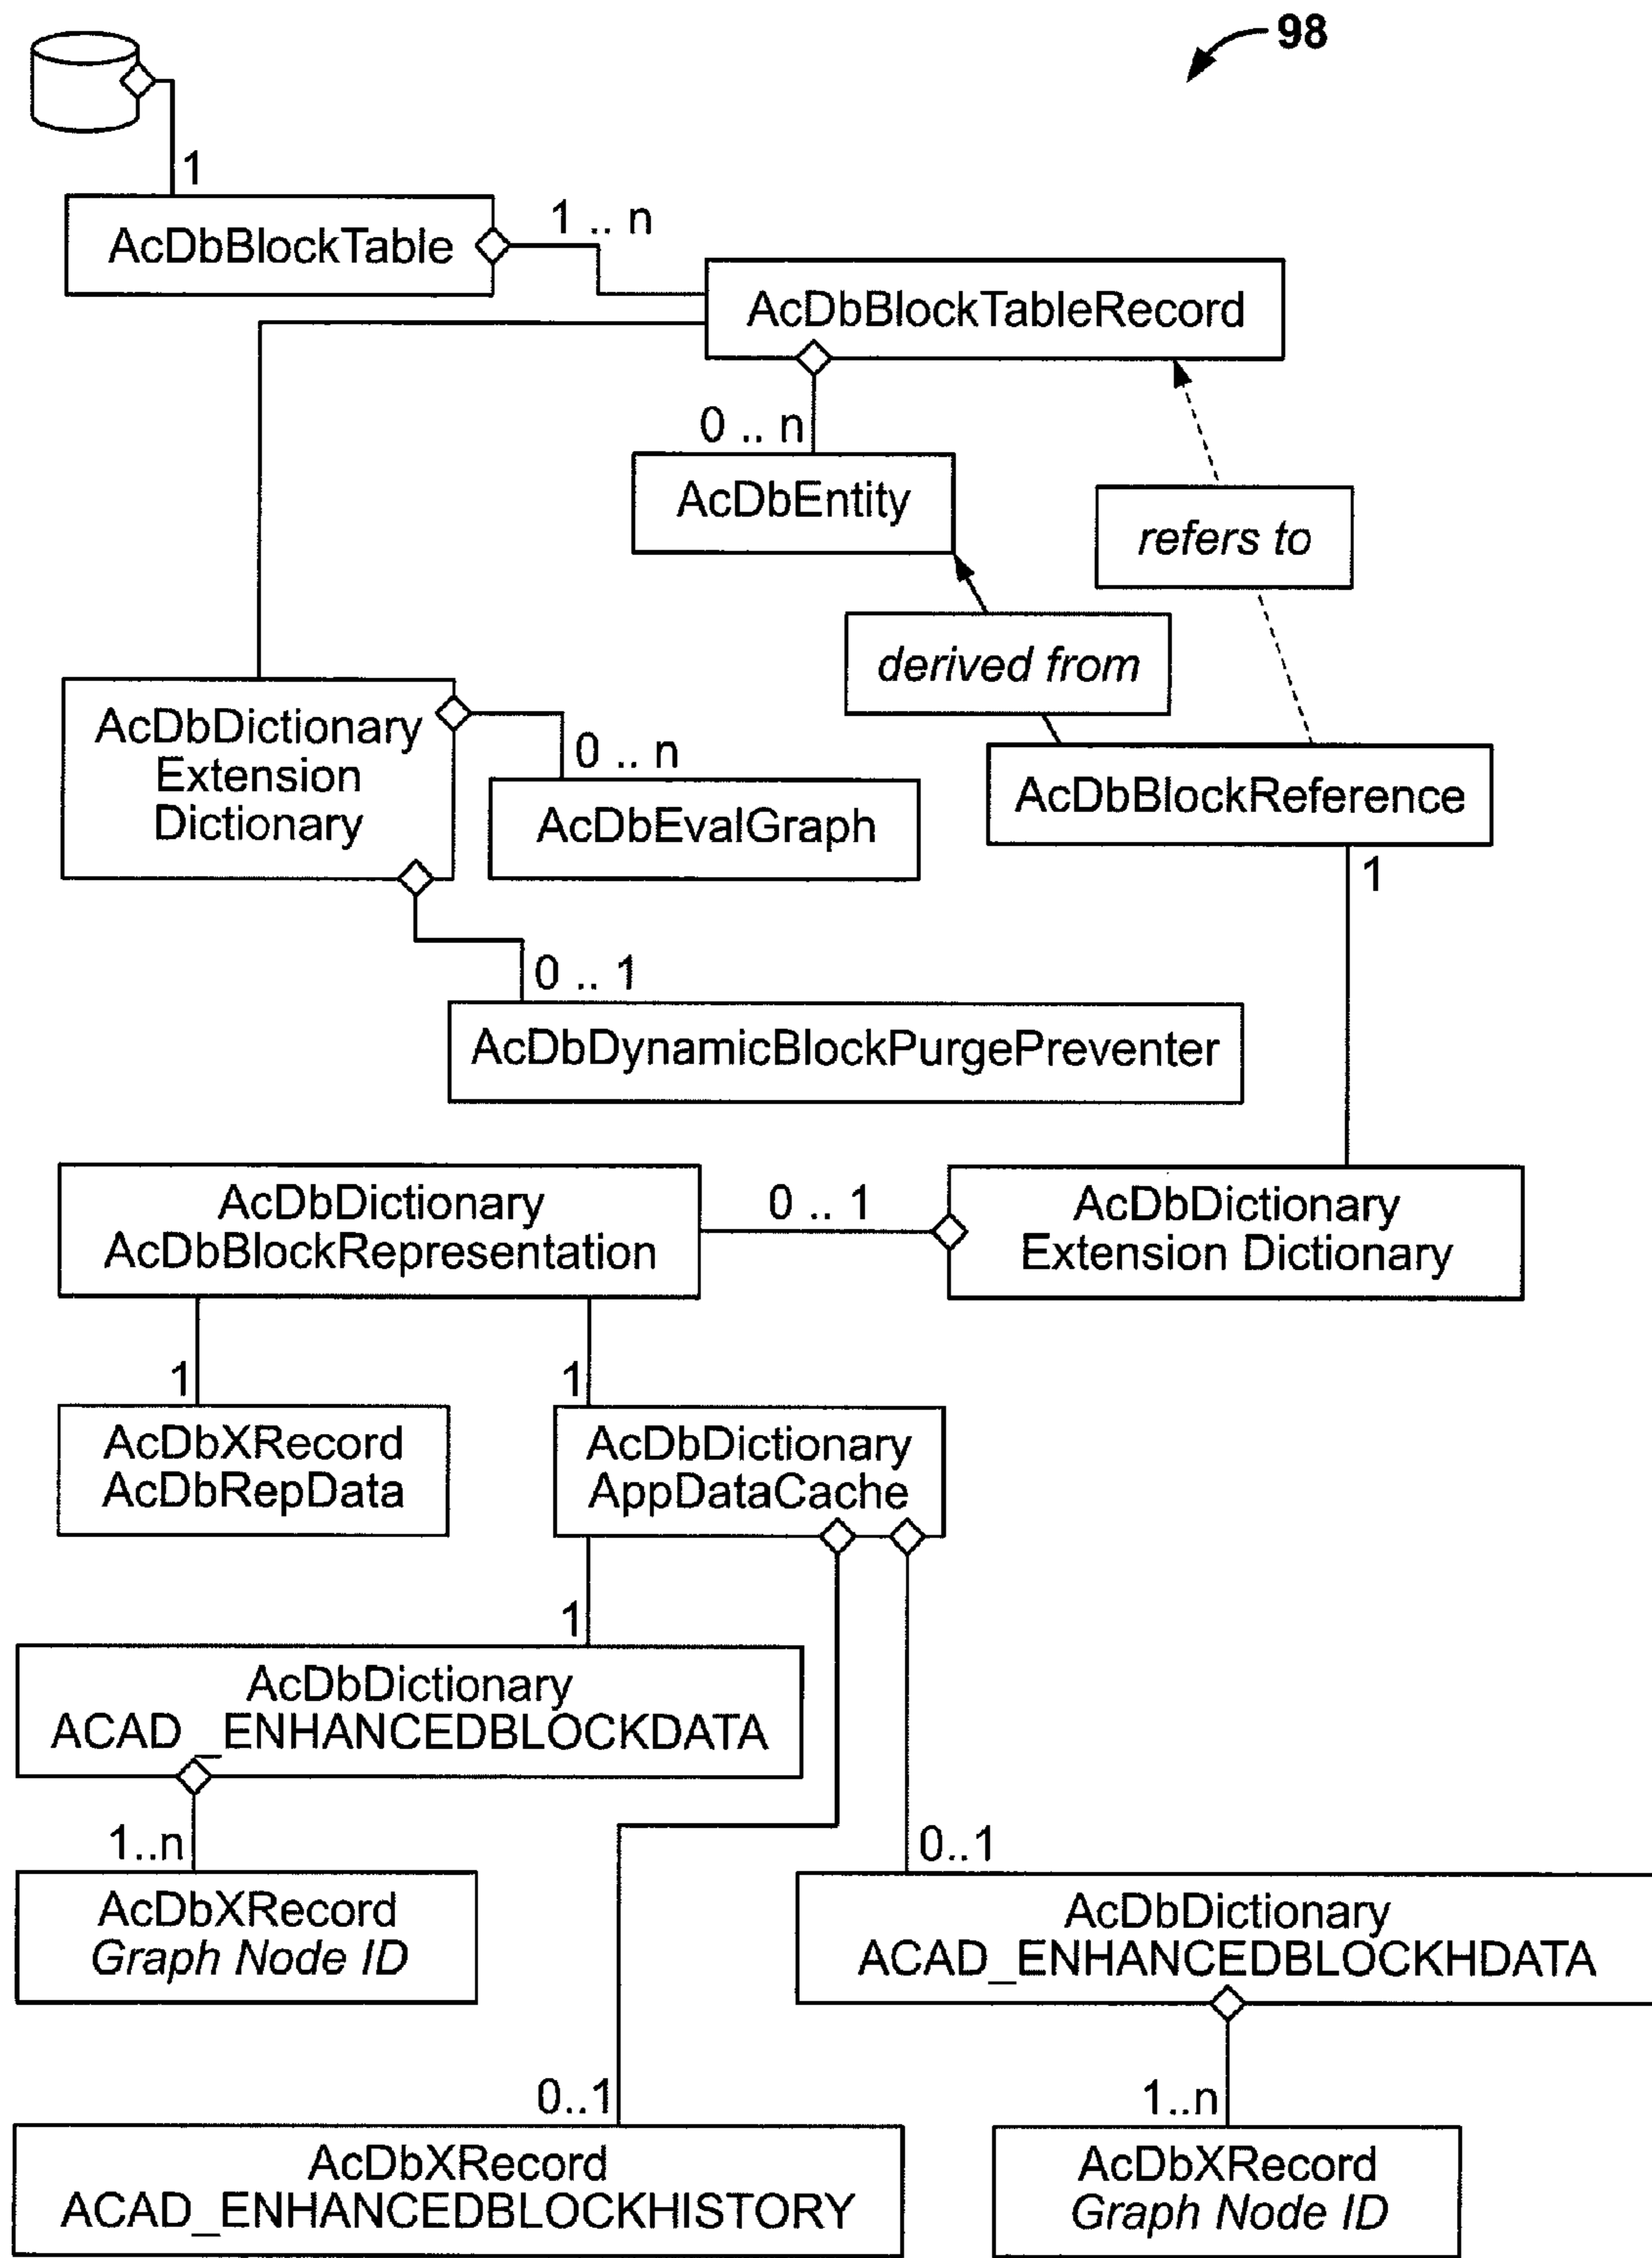 98
1
AcDbBlockTable
1 .. n
AcDbBlockTableRecord
0 .. n
AcDbEntity
refers to
derived from
AcDbDictionary
Extension
Dictionary
0 .. n
AcDbEvalGraph
AcDbBlockReference
1
0 .. 1
AcDbDynamicBlockPurgePreventer
AcDbDictionary
AcDbBlockRepresentation
0 .. 1
AcDbDictionary
Extension Dictionary
1
1
AcDbXRecord
AcDbRepData
AcDbDictionary
AppDataCache
1
AcDbDictionary
ACAD _ENHANCEDBLOCKDATA
1..n
AcDbXRecord
Graph Node ID
0..1
AcDbDictionary
ACAD_ENHANCEDBLOCKHDATA
0..1
AcDbXRecord
ACAD_ENHANCEDBLOCKHISTORY
1..n
AcDbXRecord
Graph Node ID